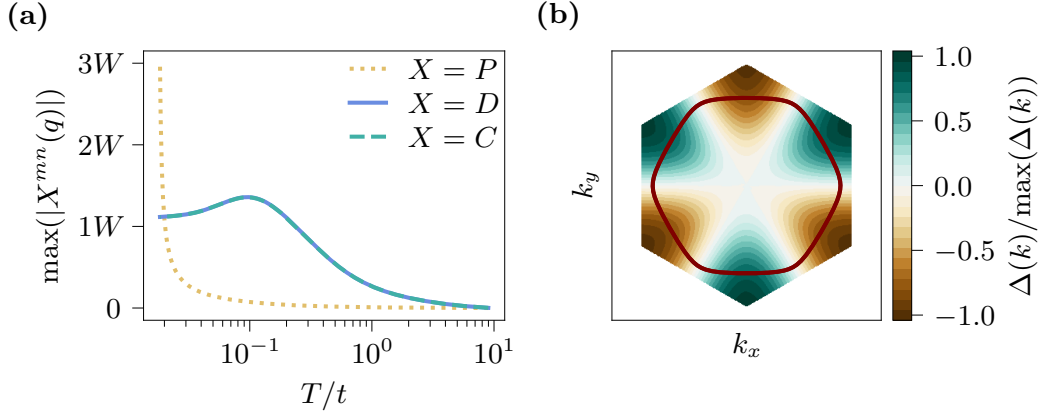 (a)
3W
2W
1W
0
max(|X^{mn}(q)|)
X = P
X = D
X = C
10^{-1}
10^{0}
10^{1}
T/t
(b)
k_y
k_x
1.0
0.5
0.0
−0.5
−1.0
Δ(k)/max(Δ(k))